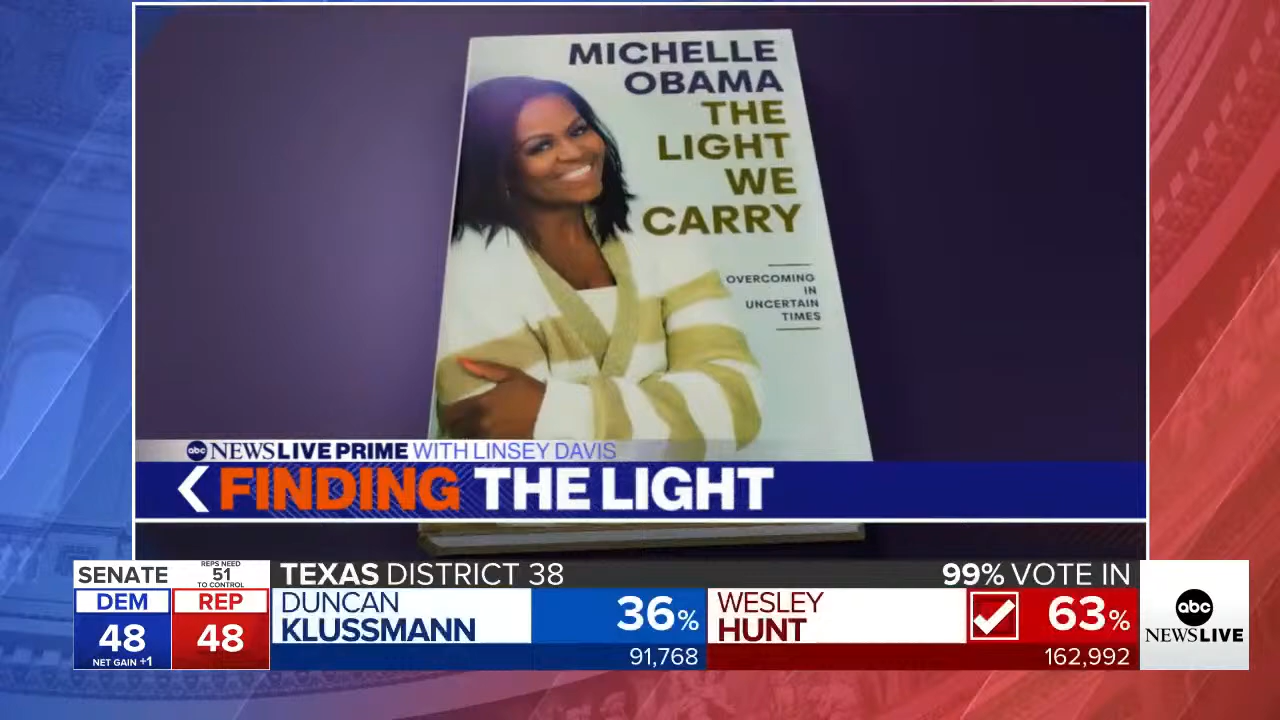 MICHELLE
OBAMA
THE
LIGHT
WE
CARRY
OVERCOMING
IN
UNCERTAIN
TIMES
abc NEWS LIVE PRIME WITH LINSEY DAVIS
FINDING THE LIGHT
SENATE
REPS NEED
51
TO CONTROL
DEM
48
NET GAIN +1
REP
48
TEXAS DISTRICT 38
99% VOTE IN
DUNCAN
KLUSSMANN
36%
91,768
WESLEY
HUNT
63%
162,992
abc
NEWS LIVE